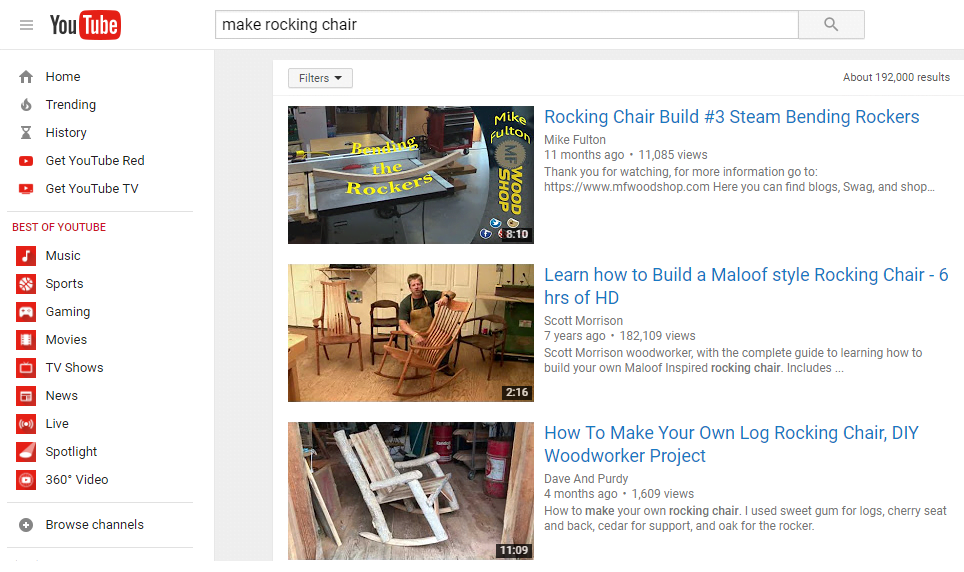 YouTube
make rocking chair
Home
Trending
History
Get YouTube Red
Get YouTube TV
BEST OF YOUTUBE
Music
Sports
Gaming
Movies
TV Shows
News
Live
Spotlight
360° Video
Browse channels
Filters
About 192,000 results
Bending
the
Rockers
Mike
Fulton
MF
WOOD
SHOP
8:10
Rocking Chair Build #3 Steam Bending Rockers
Mike Fulton
11 months ago • 11,085 views
Thank you for watching, for more information go to:
https://www.mfwoodshop.com Here you can find blogs, Swag, and shop...
2:16
Learn how to Build a Maloof style Rocking Chair - 6
hrs of HD
Scott Morrison
7 years ago • 182,109 views
Scott Morrison woodworker, with the complete guide to learning how to
build your own Maloof Inspired rocking chair. Includes ...
11:09
How To Make Your Own Log Rocking Chair, DIY
Woodworker Project
Dave And Purdy
4 months ago • 1,609 views
How to make your own rocking chair. I used sweet gum for logs, cherry seat
and back, cedar for support, and oak for the rocker.